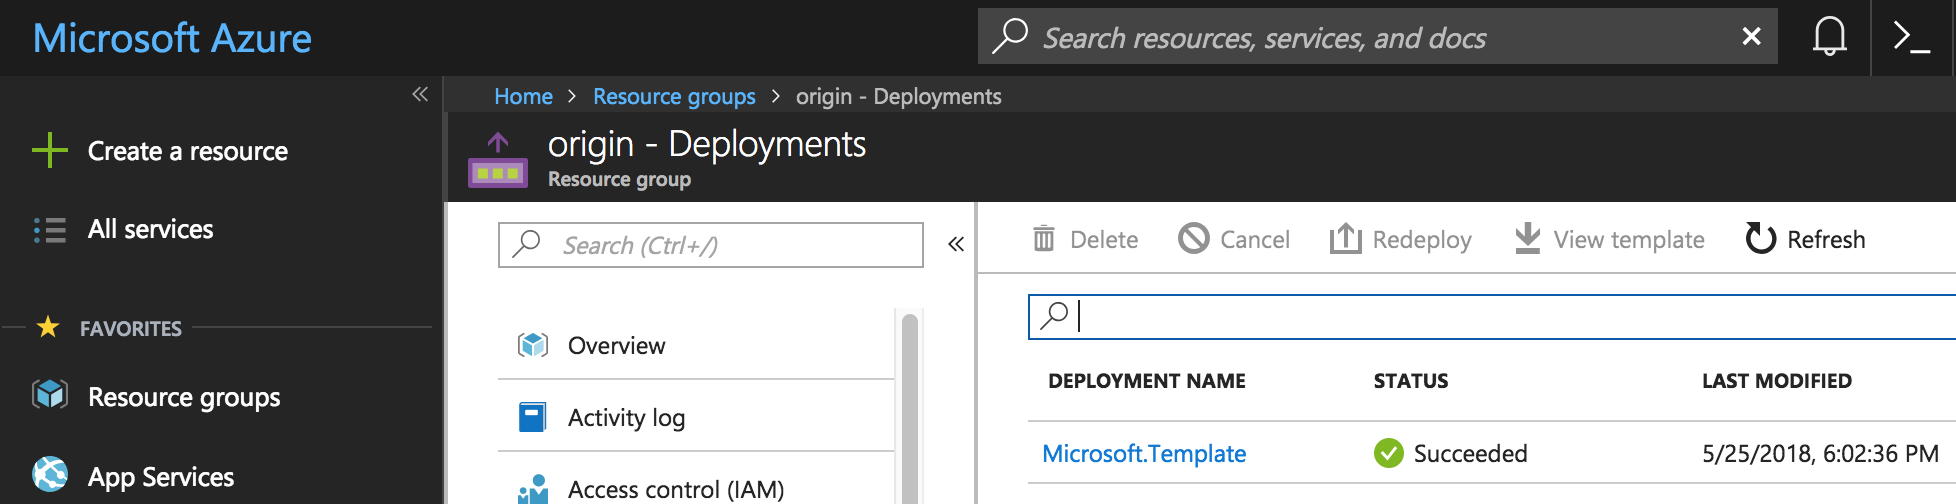 Microsoft Azure
Search resources, services, and docs
Home > Resource groups > origin - Deployments
origin - Deployments
Resource group
Create a resource
All services
FAVORITES
Resource groups
App Services
Search (Ctrl+/)
Overview
Activity log
Access control (IAM)
Delete Cancel Redeploy View template Refresh
DEPLOYMENT NAME STATUS LAST MODIFIED
Microsoft.Template Succeeded 5/25/2018, 6:02:36 PM